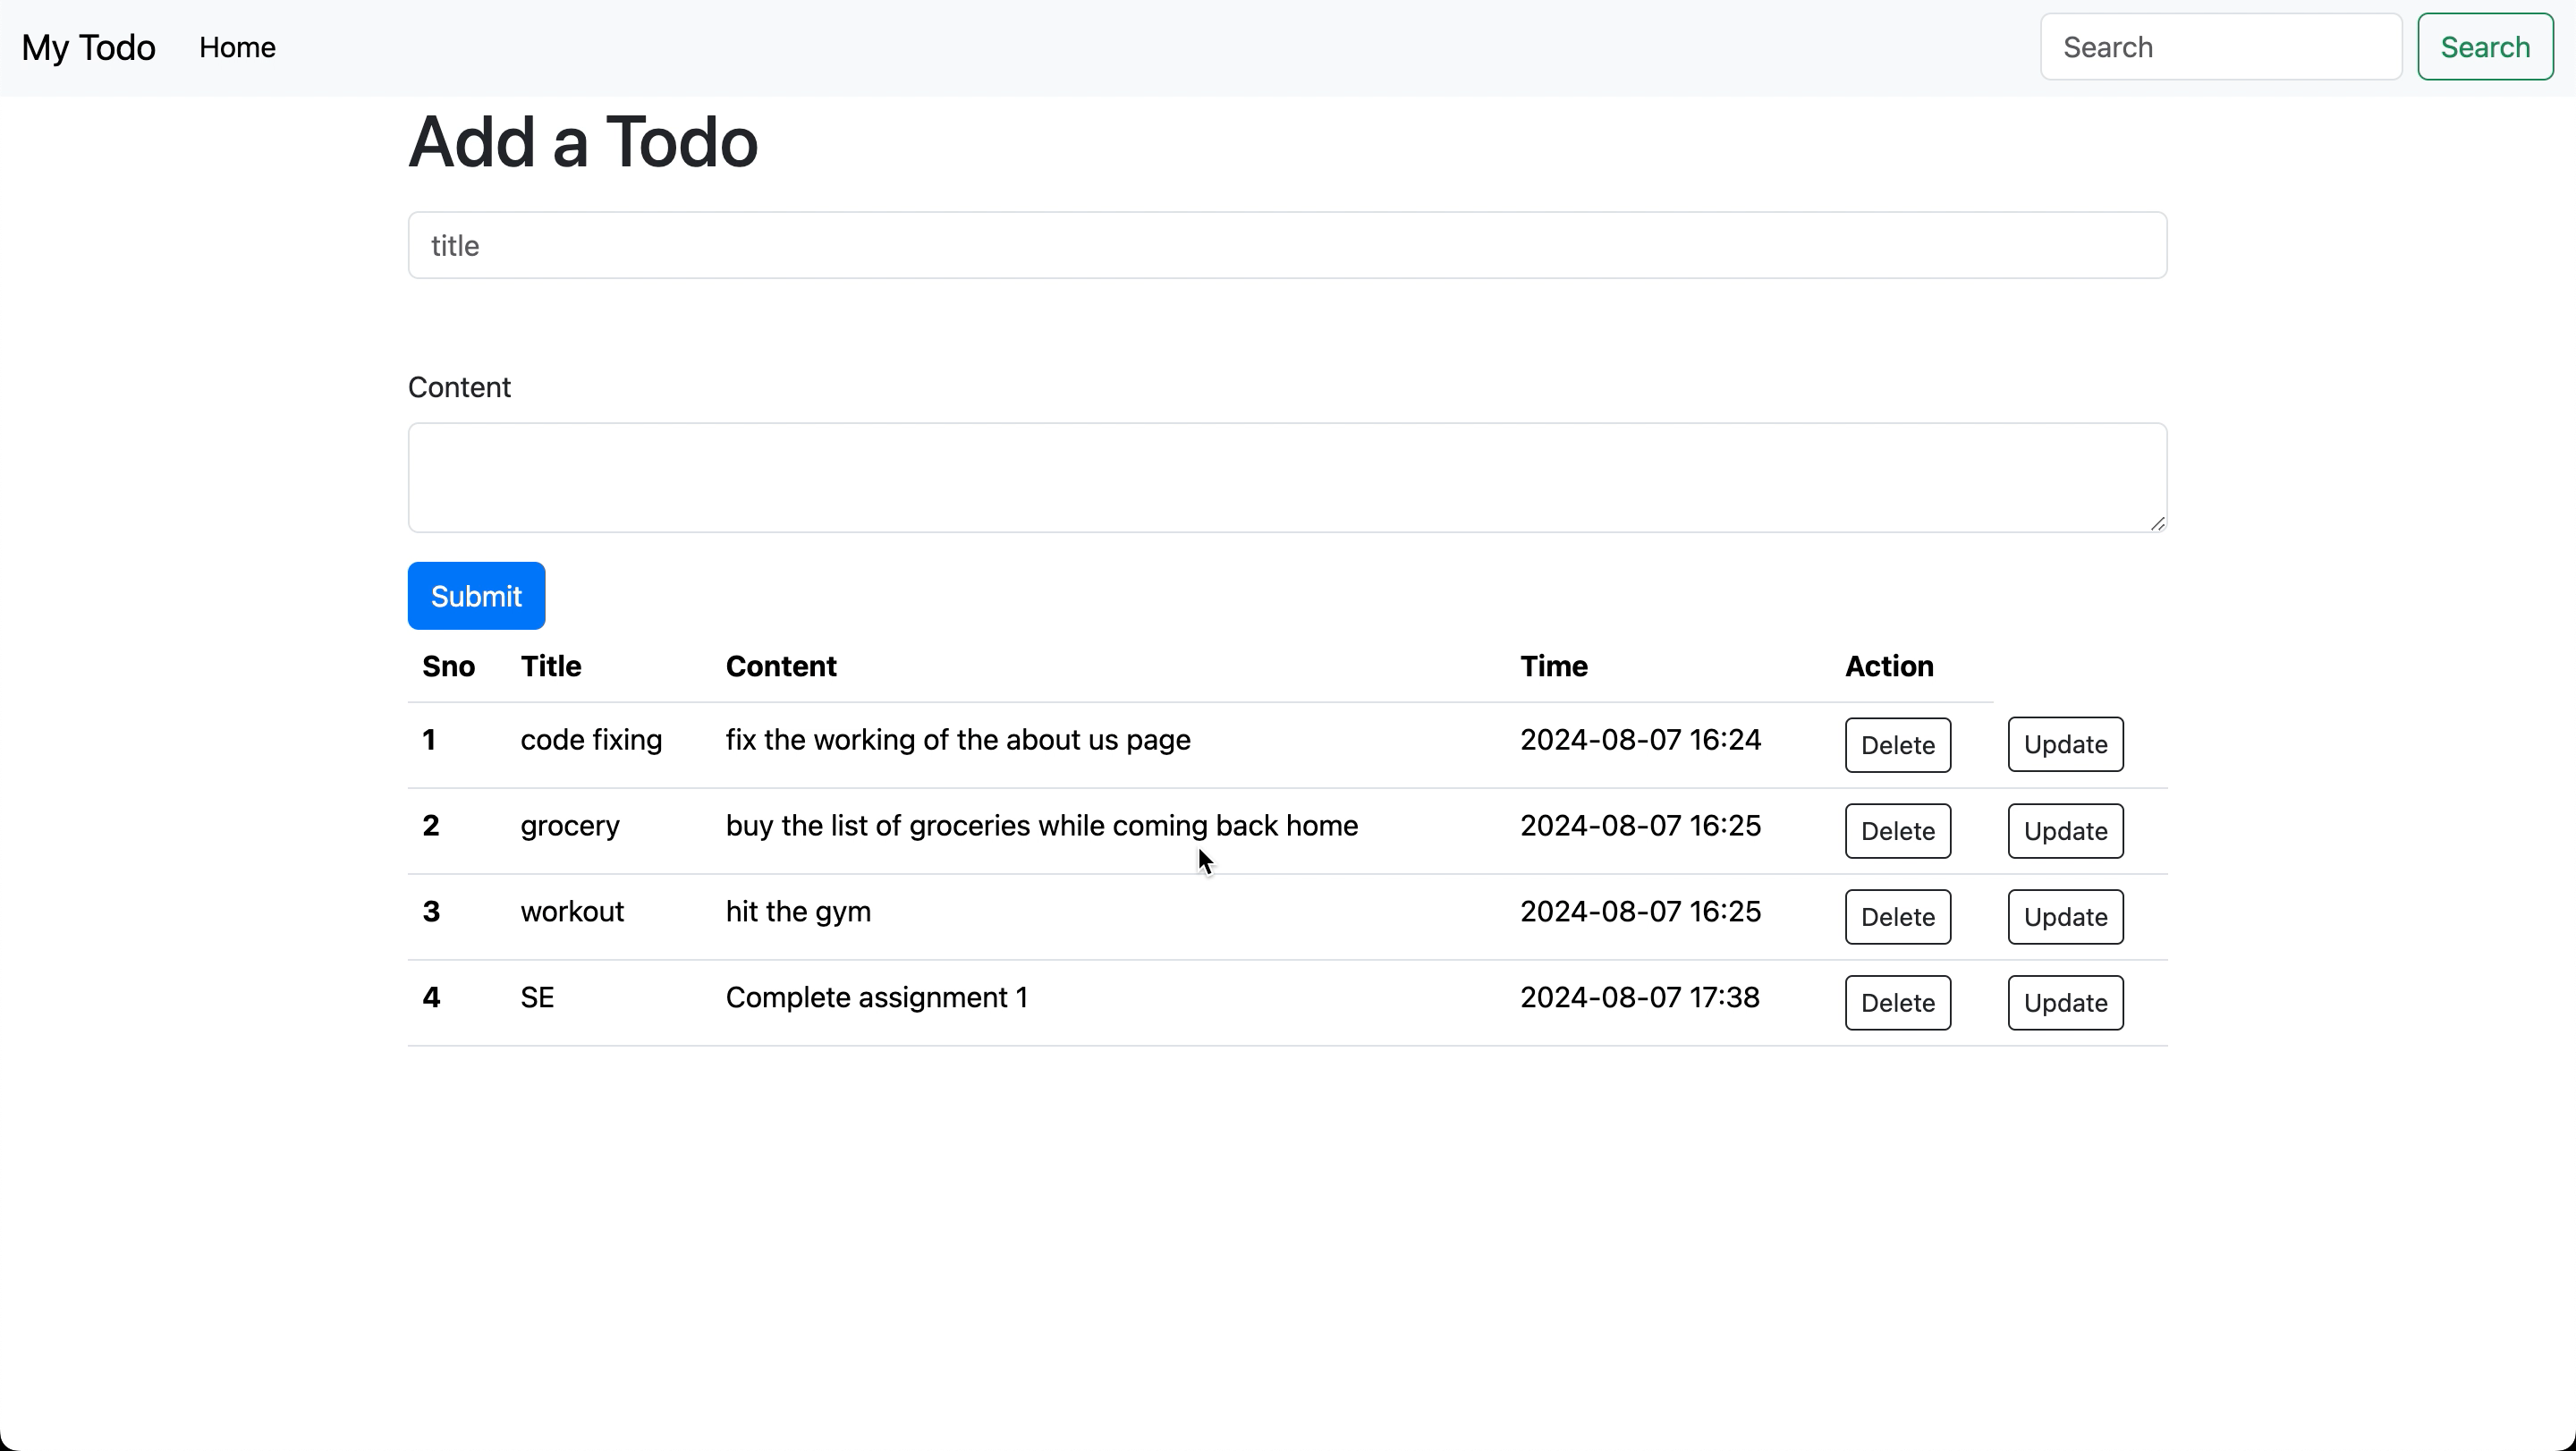 My Todo Home Search Search
Add a Todo
title
Content
Submit
Sno Title Content Time Action
1 code fixing fix the working of the about us page 2024-08-07 16:24 Delete Update
2 grocery buy the list of groceries while coming back home 2024-08-07 16:25 Delete Update
3 workout hit the gym 2024-08-07 16:25 Delete Update
4 SE Complete assignment 1 2024-08-07 17:38 Delete Update